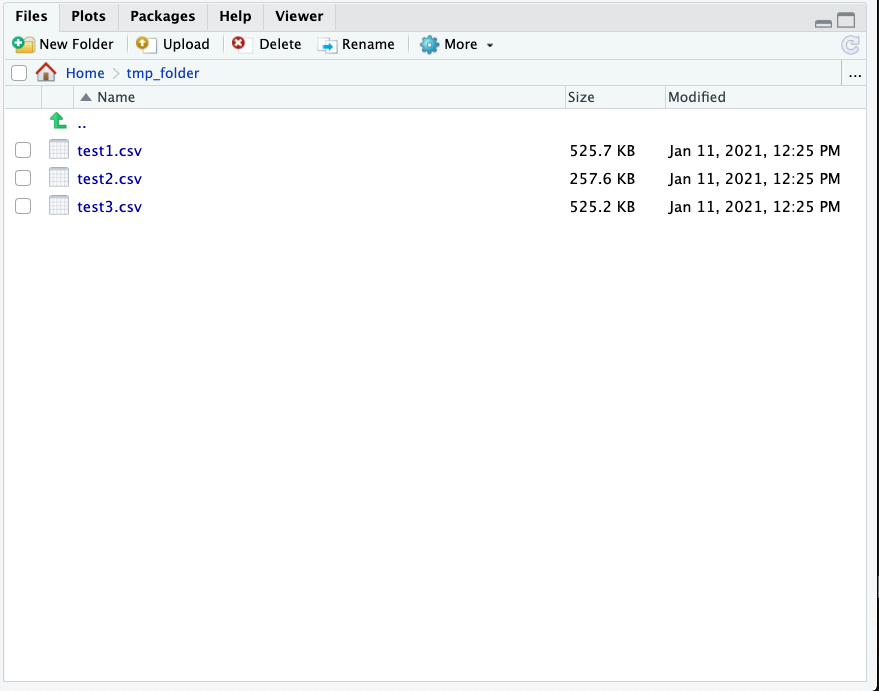 Files Plots Packages Help Viewer
New Folder Upload Delete Rename More
Home tmp_folder ...
Name Size Modified
..
test1.csv 525.7 KB Jan 11, 2021, 12:25 PM
test2.csv 257.6 KB Jan 11, 2021, 12:25 PM
test3.csv 525.2 KB Jan 11, 2021, 12:25 PM